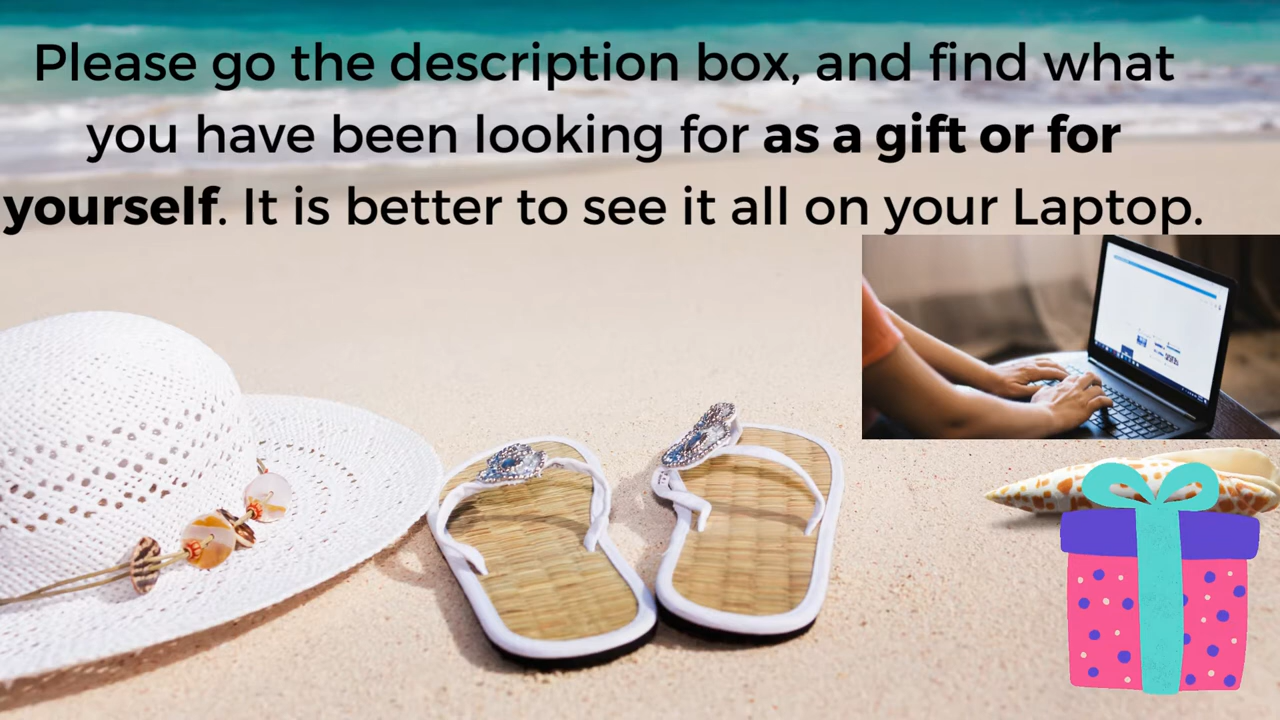 Please go the description box, and find what
you have been looking for as a gift or for
yourself. It is better to see it all on your Laptop.